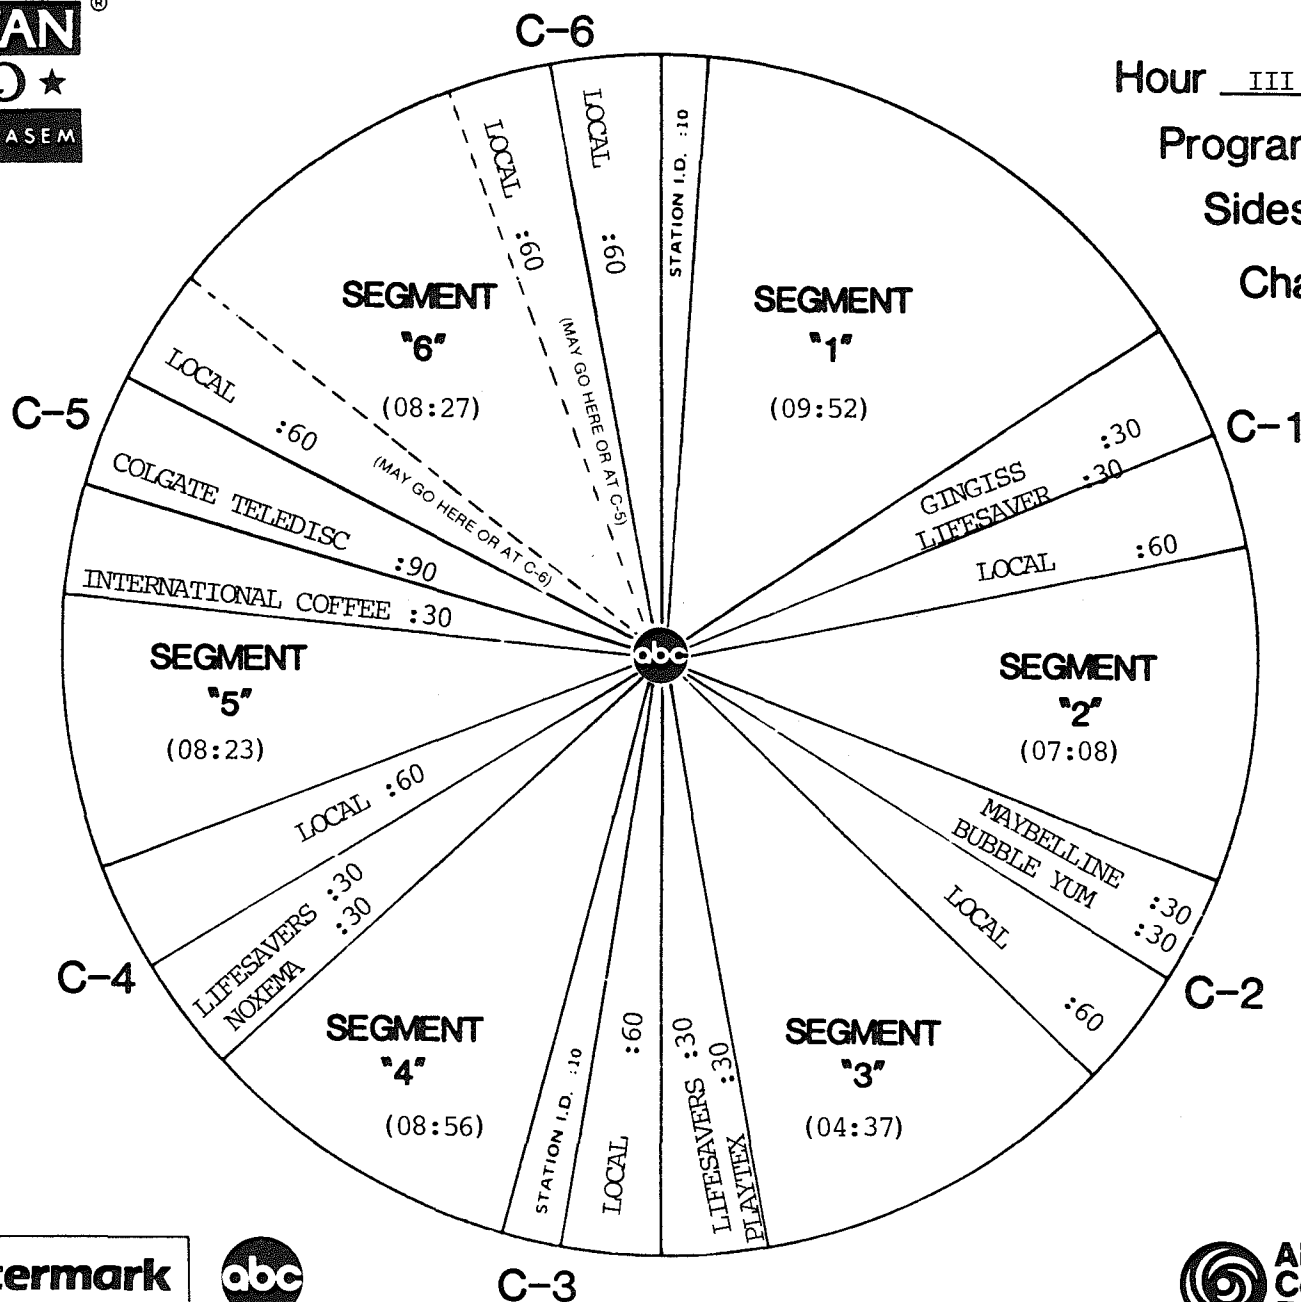 C-6
AN ®
ASEM
Hour III
LOCAL :60
LOCAL :60
(MAY GO HERE OR AT C-5)
STATION I.D. :10
SEGMENT
"6"
(08:27)
SEGMENT
"1"
(09:52)
C-5
LOCAL :60
(MAY GO HERE OR AT C-6)
COLGATE TELEDISC :90
INTERNATIONAL COFFEE :30
C-1
GINGISS :30
LIFESAVER :30
LOCAL :60
abc
SEGMENT
"5"
(08:23)
SEGMENT
"2"
(07:08)
LOCAL :60
LIFESAVERS :30
NOXEMA :30
C-4
MAYBELLINE :30
BUBBLE YUM :30
C-2
LOCAL :60
SEGMENT
"4"
(08:56)
STATION I.D. :10
LOCAL :60
LIFESAVERS :30
PLAYTEX :30
SEGMENT
"3"
(04:37)
C-3
termark
abc